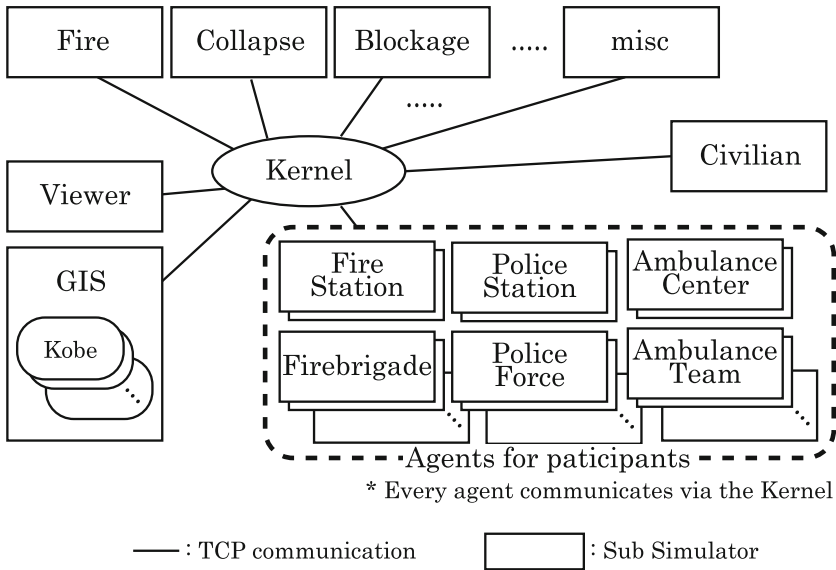 Fire
Collapse
Blockage
.....
misc
.....
Kernel
Civilian
Viewer
GIS
Kobe
Fire
Station
Police
Station
Ambulance
Center
Firebrigade
Police
Force
Ambulance
Team
Agents for paticipants
* Every agent communicates via the Kernel
: TCP communication
: Sub Simulator